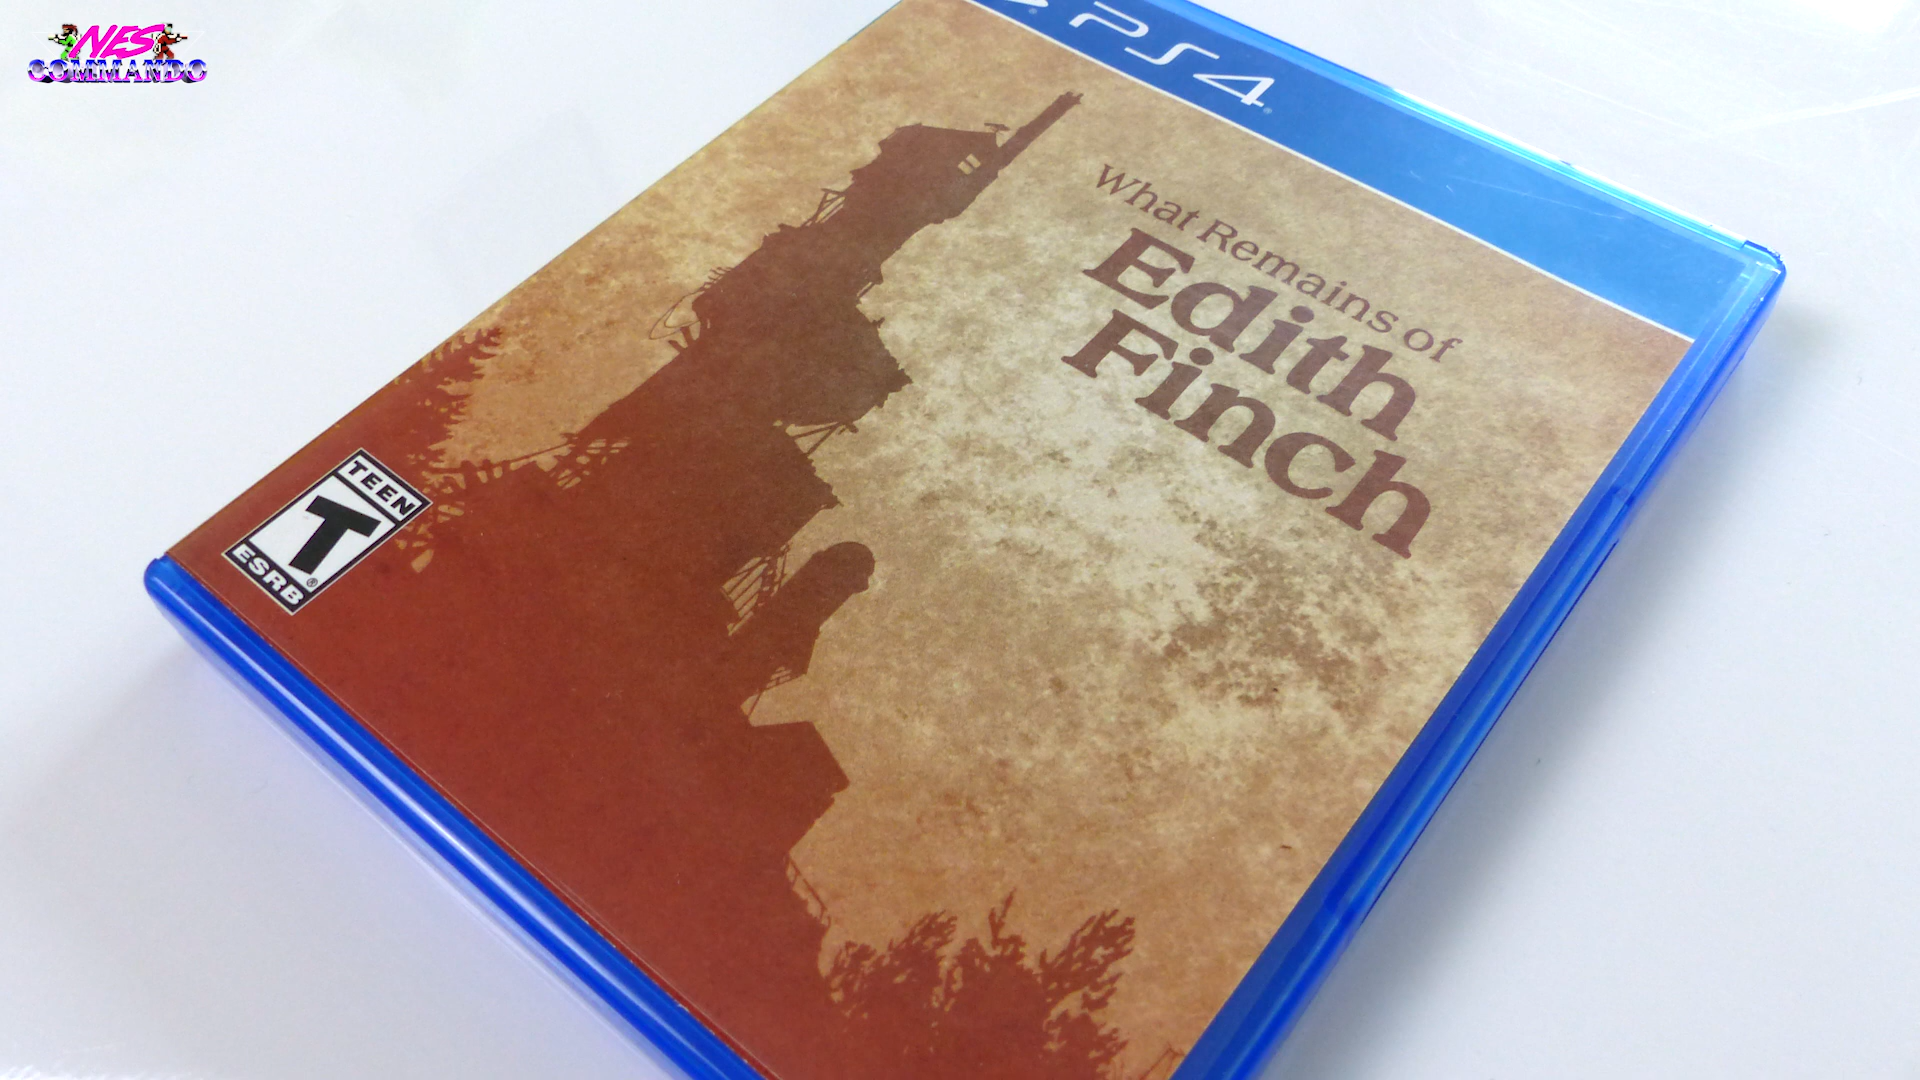 NES
COMMANDO
PS4
What Remains of
Edith
Finch
TEEN
T
ESRB